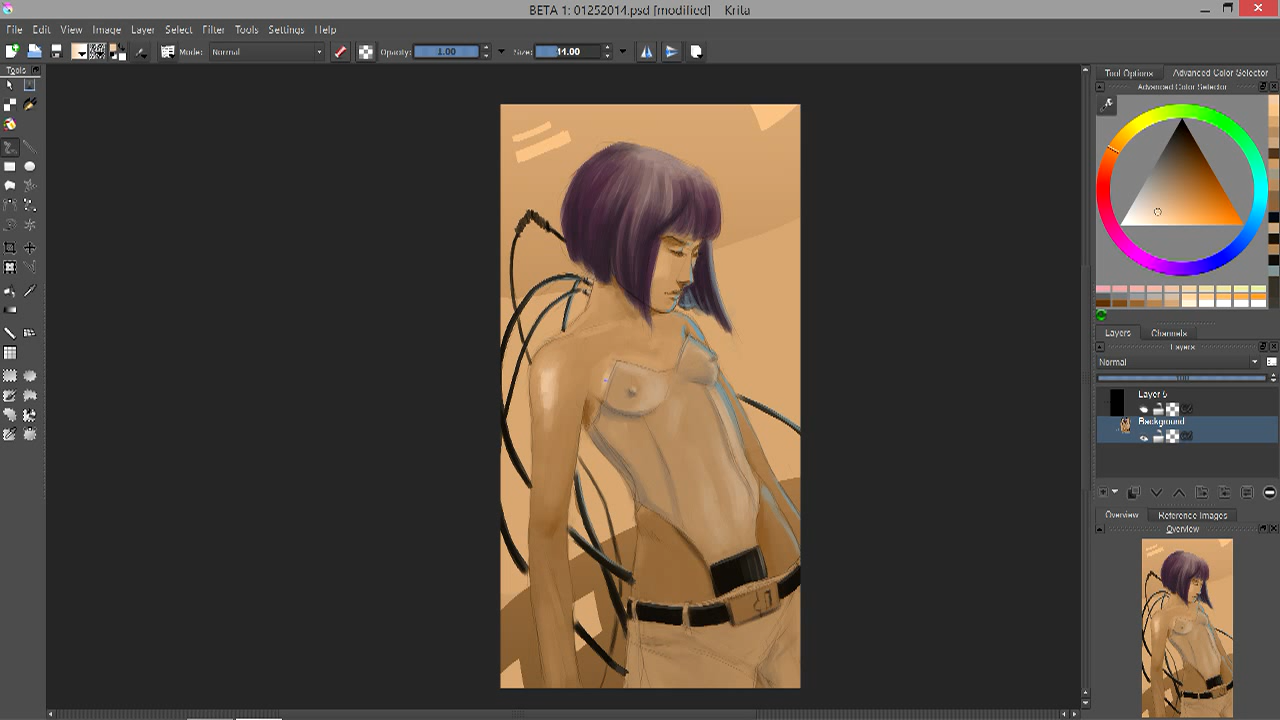 BETA 1: 01252014.psd [modified] Krita
File Edit View Image Layer Select Filter Tools Settings Help
Mode: Normal Opacity: 1.00 Size: 11.00
Tools
Tool Options Advanced Color Selector
Advanced Color Selector
Layers Channels
Layers
Normal
Layer 5
Background
Overview Reference Images
Overview